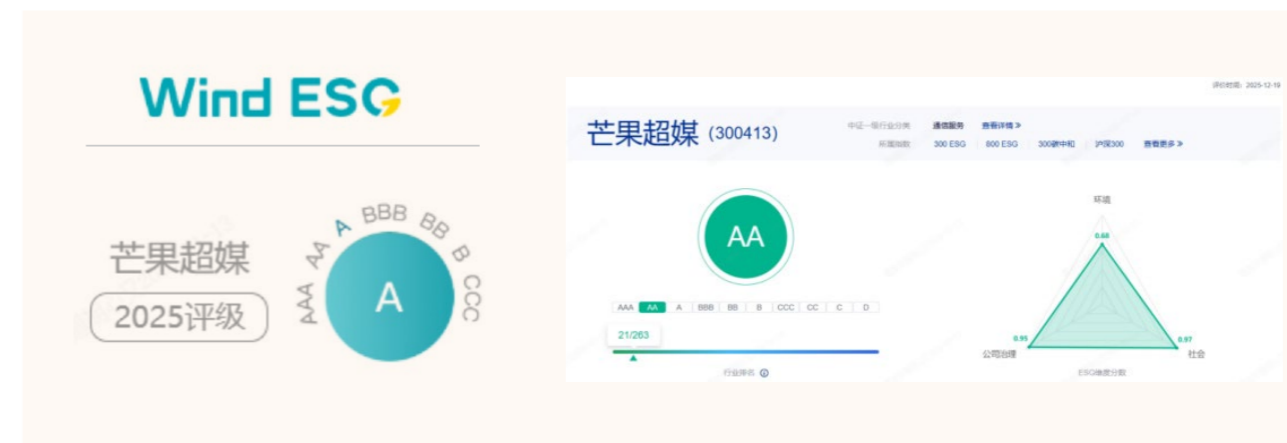 Wind ESG
芒果超媒
2025评级
AAA AA A BBB BB B CCC
A
评价时间：2025-12-19
芒果超媒 (300413)
中证一级行业分类 通信服务 查看详情 »
所属指数 300 ESG 800 ESG 300碳中和 沪深300 查看更多 »
AA
AAA AA A BBB BB B CCC CC C D
21/263
行业排名
环境
0.68
0.95
公司治理
0.97
社会
ESG维度分数